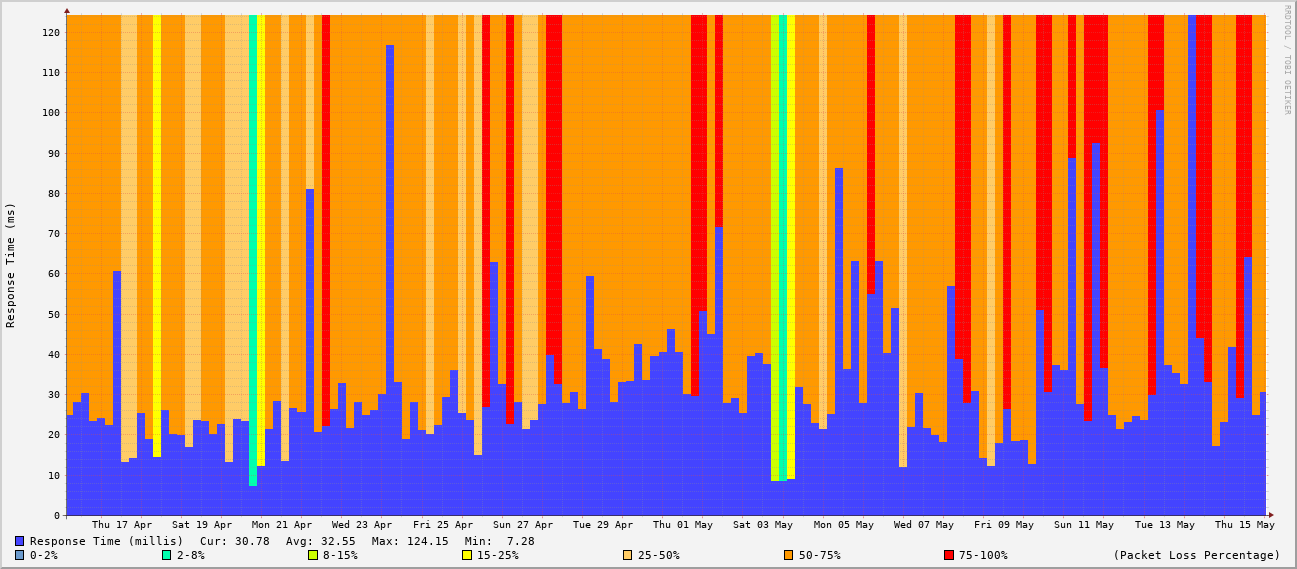 RRDTOOL / TOBI OETIKER
Response Time (ms)
120
110
100
90
80
70
60
50
40
30
20
10
0
Thu 17 Apr Sat 19 Apr Mon 21 Apr Wed 23 Apr Fri 25 Apr Sun 27 Apr Tue 29 Apr Thu 01 May Sat 03 May Mon 05 May Wed 07 May Fri 09 May Sun 11 May Tue 13 May Thu 15 May
Response Time (millis) Cur: 30.78 Avg: 32.55 Max: 124.15 Min: 7.28
0-2% 2-8% 8-15% 15-25% 25-50% 50-75% 75-100% (Packet Loss Percentage)